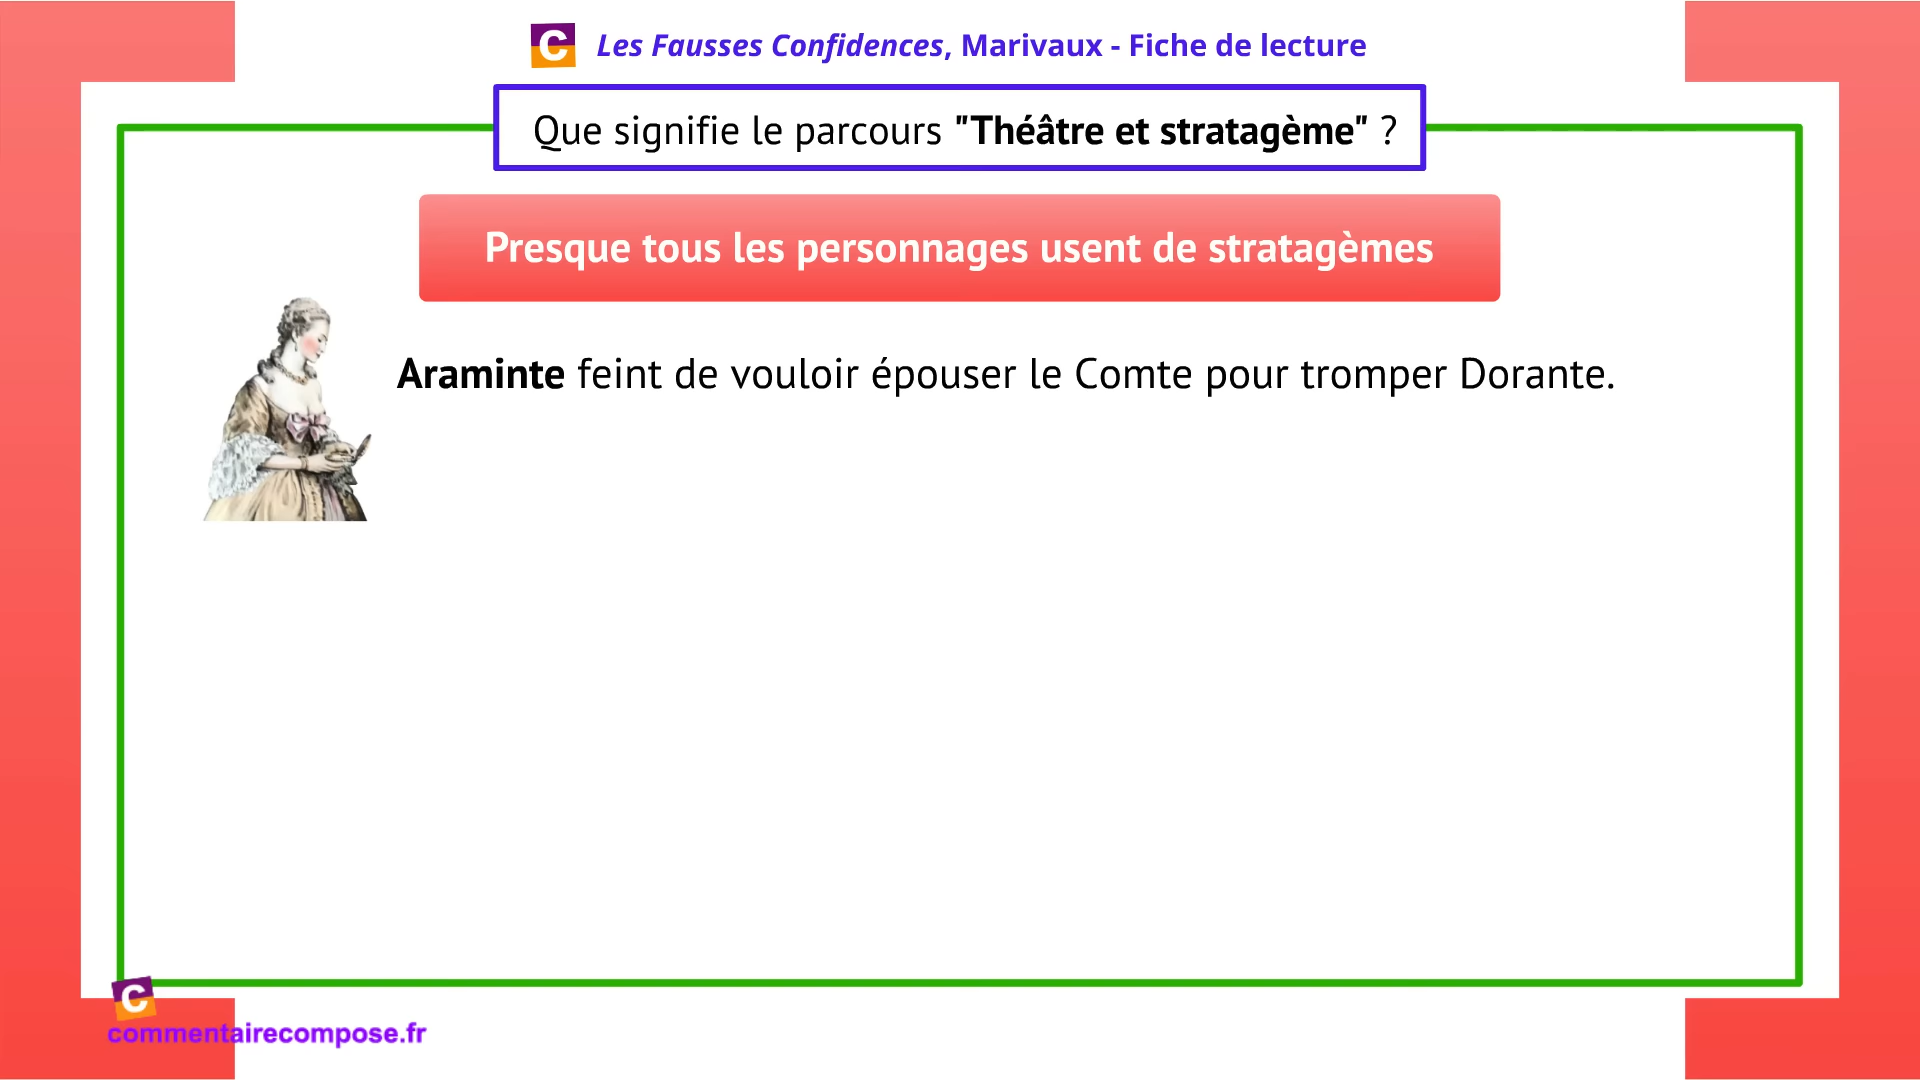 C Les Fausses Confidences, Marivaux - Fiche de lecture
Que signifie le parcours "Théâtre et stratagème" ?
Presque tous les personnages usent de stratagèmes
Araminte feint de vouloir épouser le Comte pour tromper Dorante.
C
commentairecompose.fr